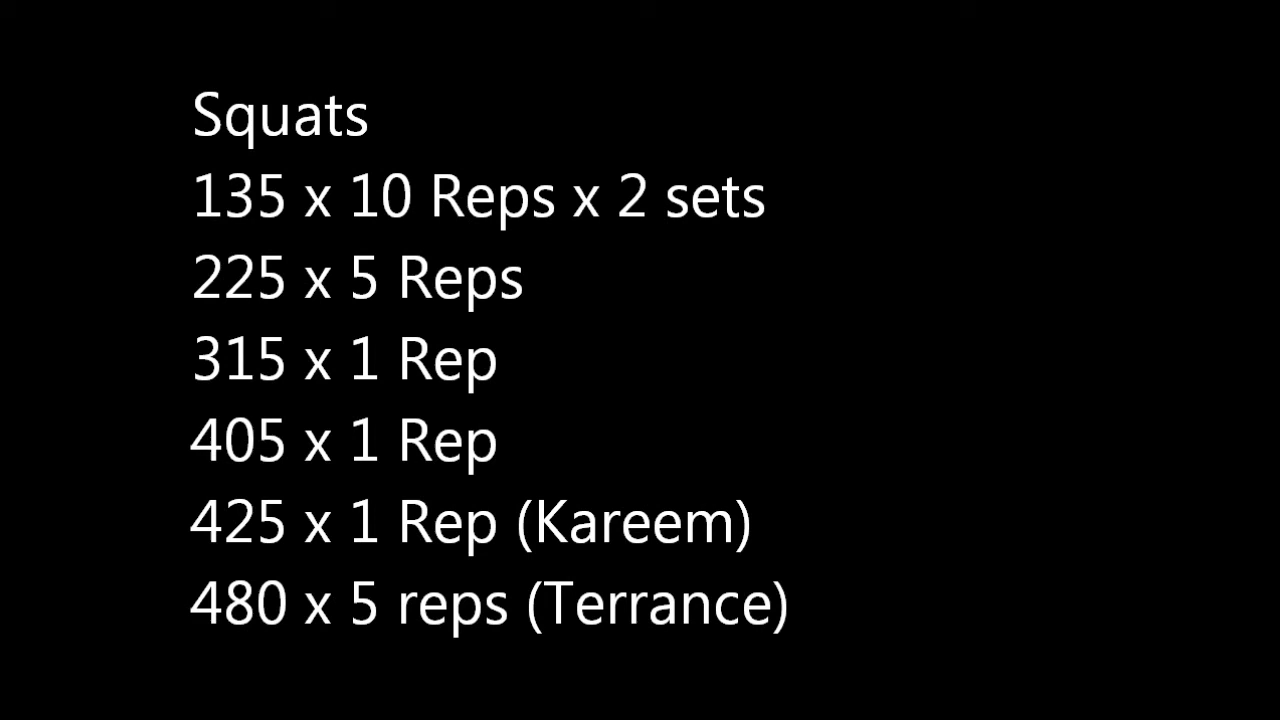 Squats
135 x 10 Reps x 2 sets
225 x 5 Reps
315 x 1 Rep
405 x 1 Rep
425 x 1 Rep (Kareem)
480 x 5 reps (Terrance)